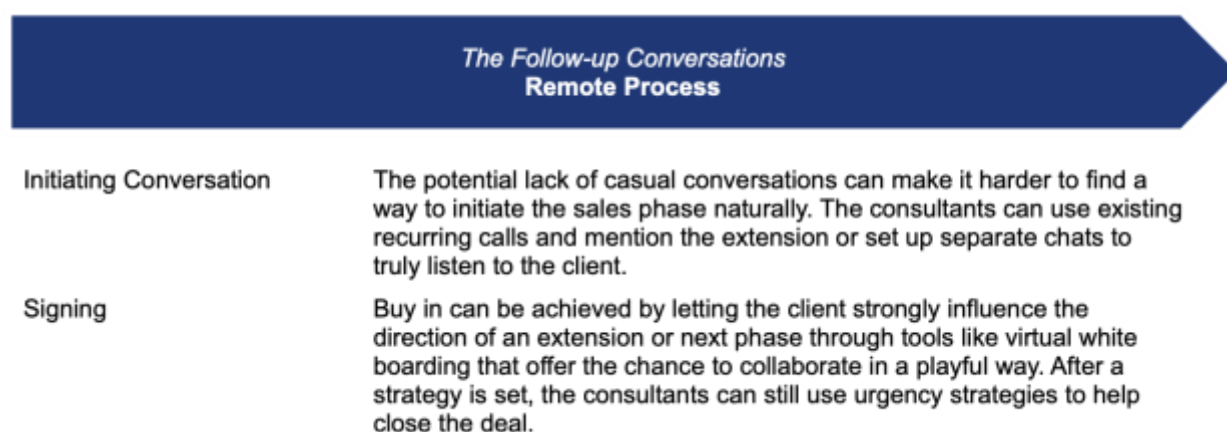 The Follow-up Conversations
Remote Process
Initiating Conversation
The potential lack of casual conversations can make it harder to find a
way to initiate the sales phase naturally. The consultants can use existing
recurring calls and mention the extension or set up separate chats to
truly listen to the client.
Signing
Buy in can be achieved by letting the client strongly influence the
direction of an extension or next phase through tools like virtual white
boarding that offer the chance to collaborate in a playful way. After a
strategy is set, the consultants can still use urgency strategies to help
close the deal.